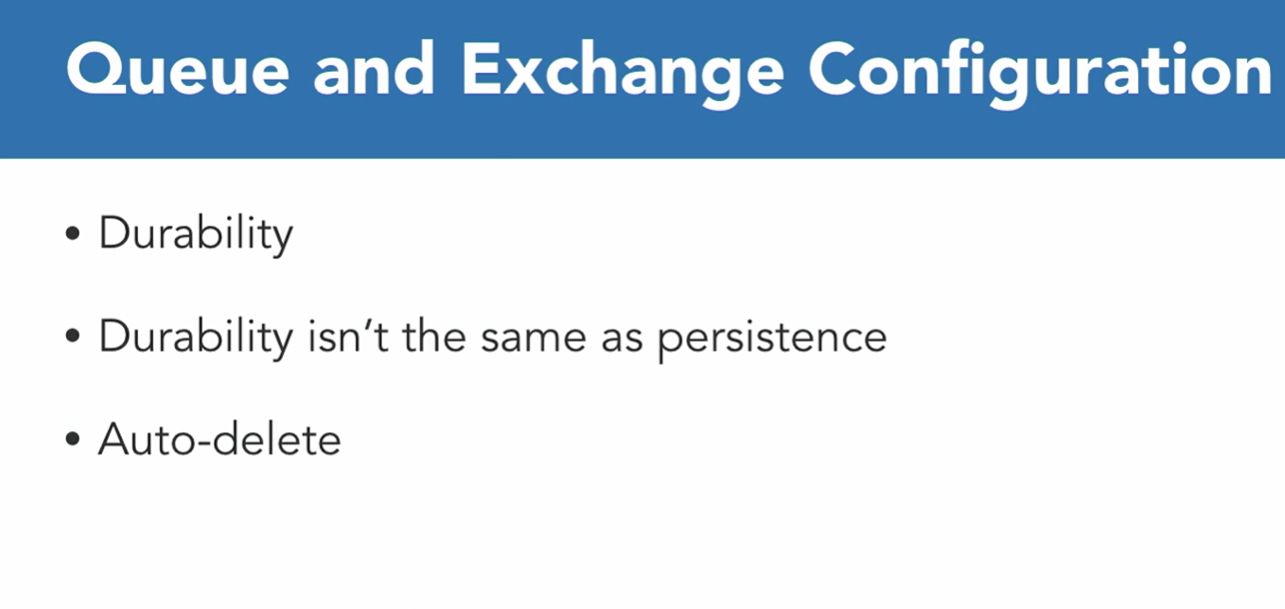 Queue and Exchange Configuration
• Durability
• Durability isn’t the same as persistence
• Auto-delete